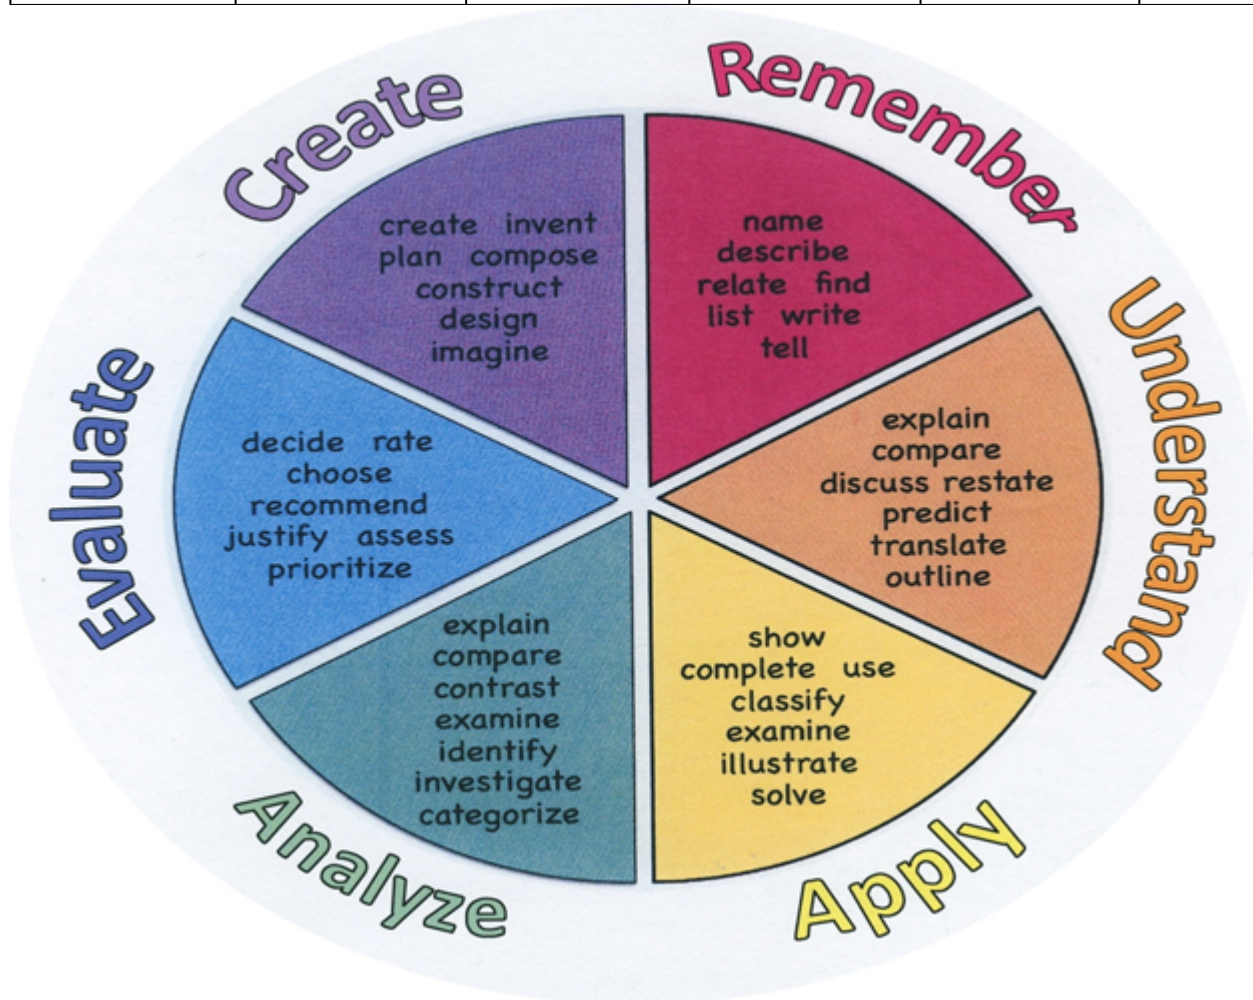 Remember
name
describe
relate find
list write
tell
Understand
explain
compare
discuss restate
predict
translate
outline
Apply
show
complete use
classify
examine
illustrate
solve
Analyze
explain
compare
contrast
examine
identify
investigate
categorize
Evaluate
decide rate
choose
recommend
justify assess
prioritize
Create
create invent
plan compose
construct
design
imagine